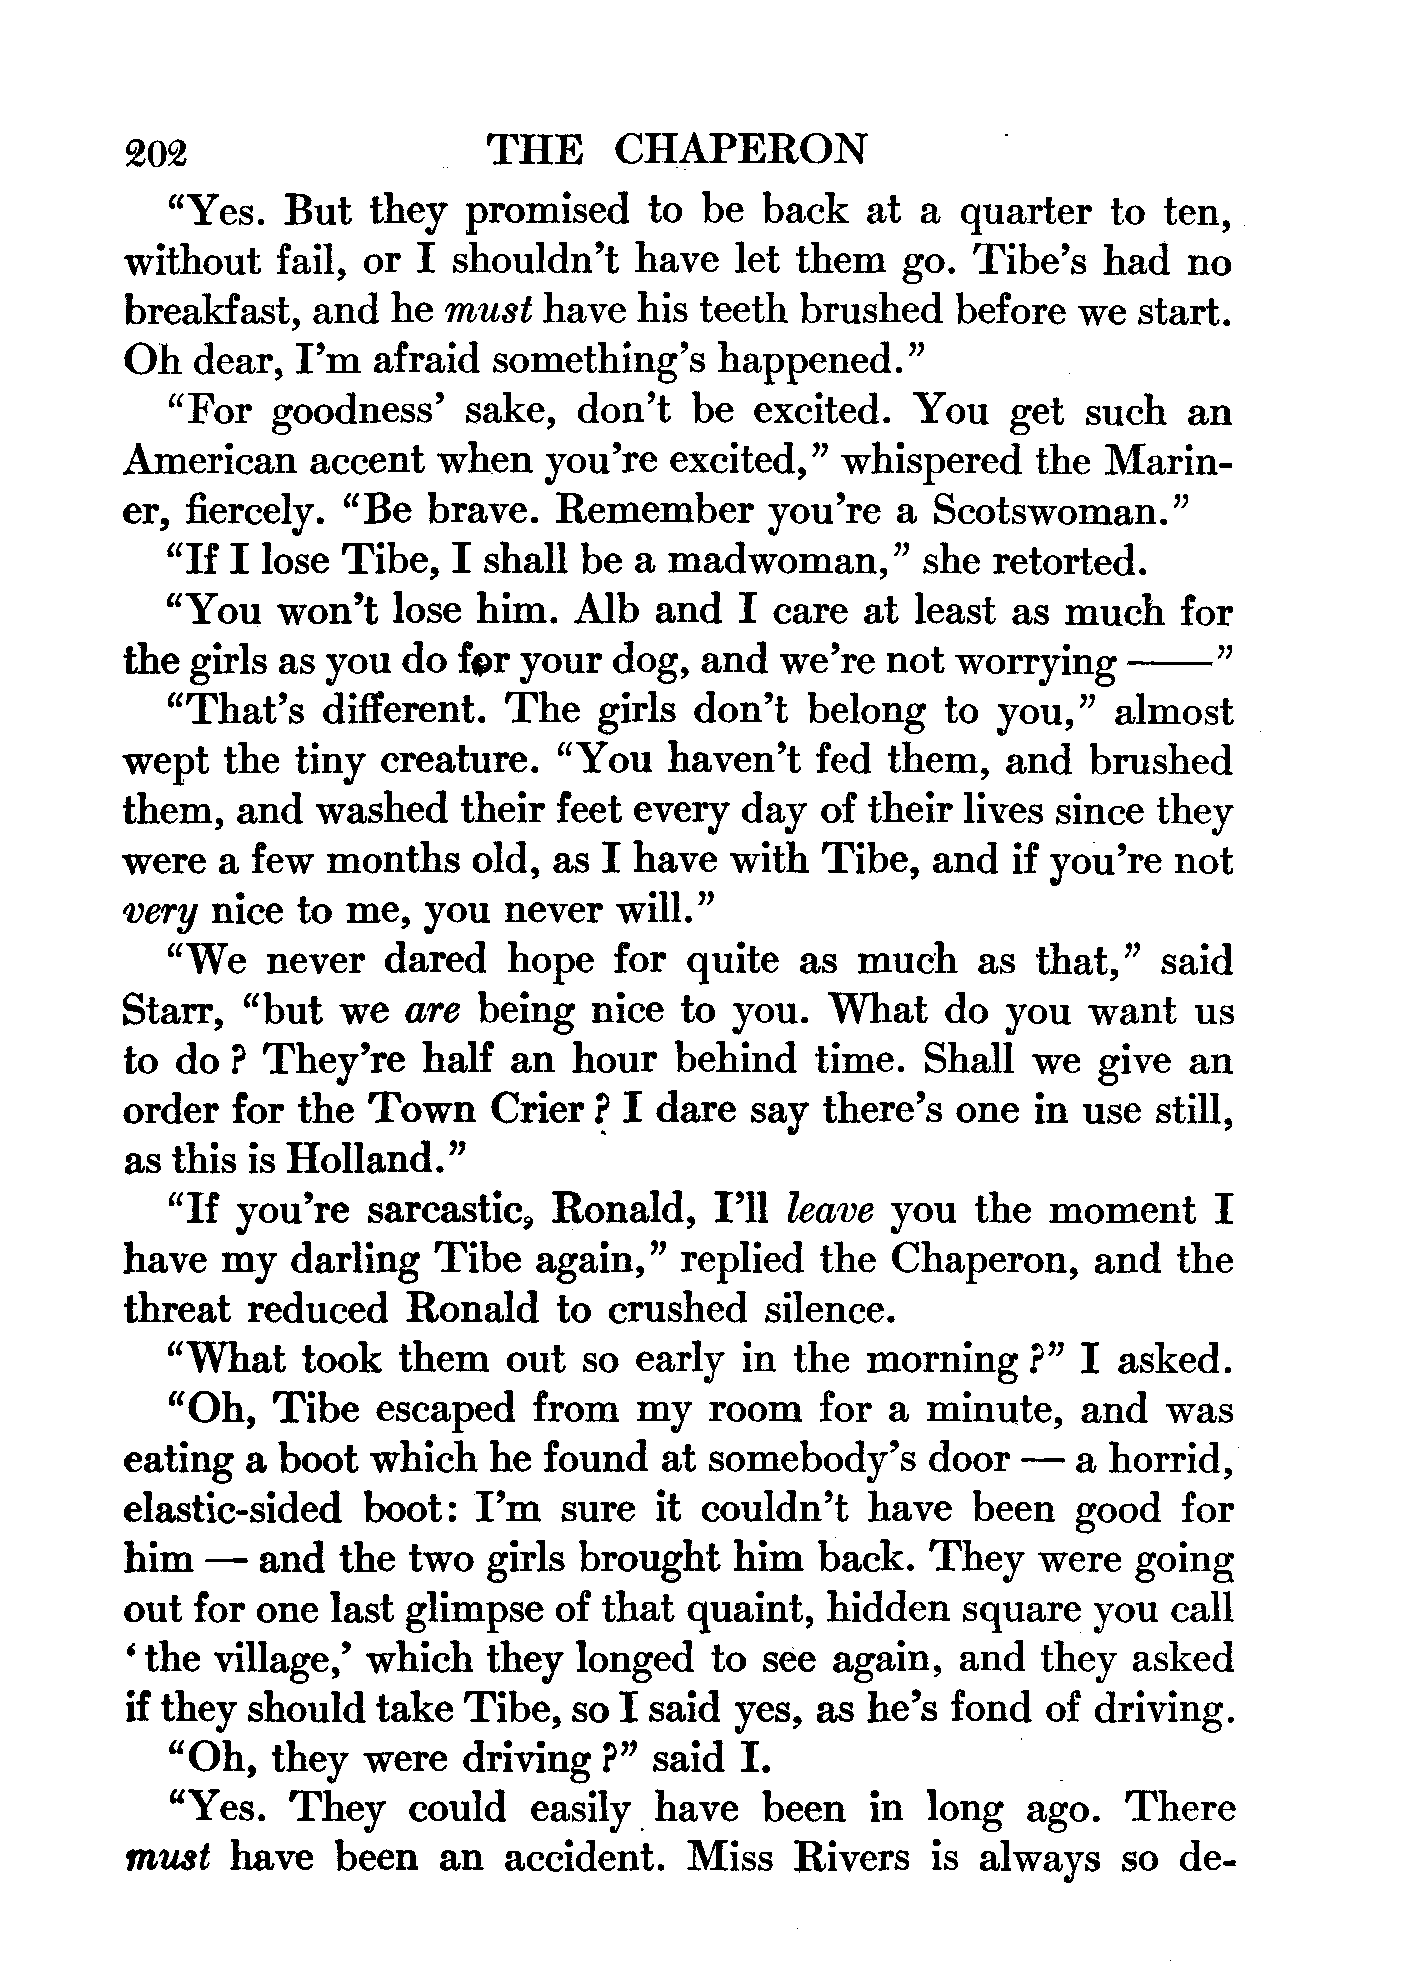 202 THE CHAPERON
“Yes. But they promised to be back at a quarter to ten,
without fail, or I shouldn’t have let them go. Tibe’s had no
breakfast, and he must have his teeth brushed before we start.
Oh dear, I’m afraid something’s happened.”
“For goodness’ sake, don’t be excited. You get such an
American accent when you’re excited,” whispered the Marin-
er, fiercely. “Be brave. Remember you’re a Scotswoman.”
“If I lose Tibe, I shall be a madwoman,” she retorted.
“You won’t lose him. Alb and I care at least as much for
the girls as you do for your dog, and we’re not worrying ——”
“That’s different. The girls don’t belong to you,” almost
wept the tiny creature. “You haven’t fed them, and brushed
them, and washed their feet every day of their lives since they
were a few months old, as I have with Tibe, and if you’re not
very nice to me, you never will.”
“We never dared hope for quite as much as that,” said
Starr, “but we are being nice to you. What do you want us
to do? They’re half an hour behind time. Shall we give an
order for the Town Crier? I dare say there’s one in use still,
as this is Holland.”
“If you’re sarcastic, Ronald, I’ll leave you the moment I
have my darling Tibe again,” replied the Chaperon, and the
threat reduced Ronald to crushed silence.
“What took them out so early in the morning?” I asked.
“Oh, Tibe escaped from my room for a minute, and was
eating a boot which he found at somebody’s door — a horrid,
elastic-sided boot: I’m sure it couldn’t have been good for
him — and the two girls brought him back. They were going
out for one last glimpse of that quaint, hidden square you call
‘the village,’ which they longed to see again, and they asked
if they should take Tibe, so I said yes, as he’s fond of driving.
“Oh, they were driving?” said I.
“Yes. They could easily have been in long ago. There
must have been an accident. Miss Rivers is always so de-